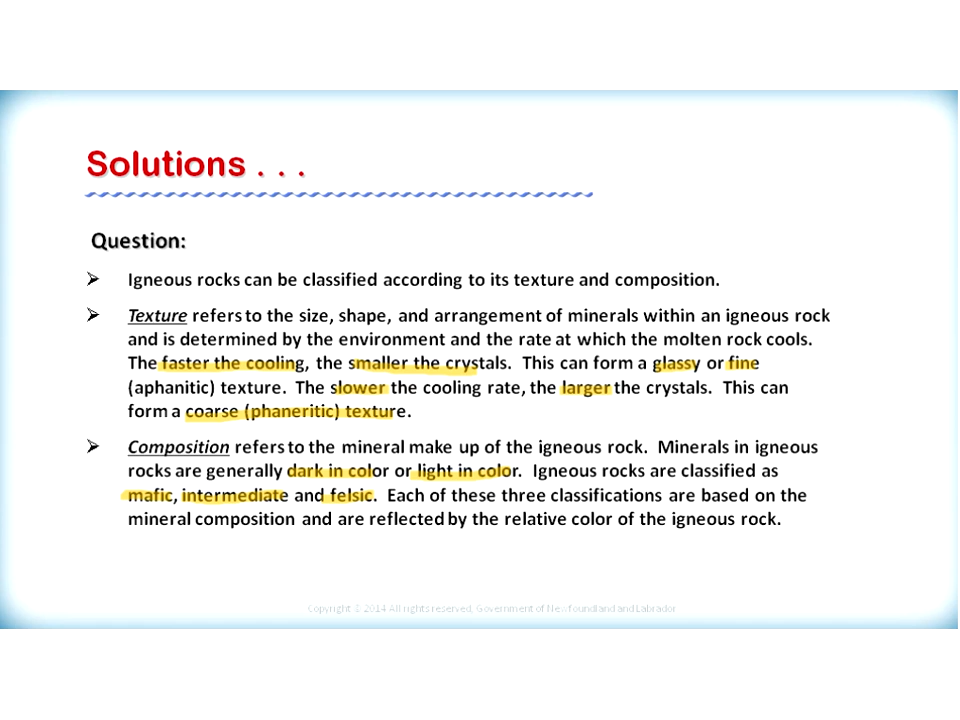 Solutions . . .
Question:
➢ Igneous rocks can be classified according to its texture and composition.
➢ Texture refers to the size, shape, and arrangement of minerals within an igneous rock
and is determined by the environment and the rate at which the molten rock cools.
The faster the cooling, the smaller the crystals. This can form a glassy or fine
(aphanitic) texture. The slower the cooling rate, the larger the crystals. This can
form a coarse (phaneritic) texture.
➢ Composition refers to the mineral make up of the igneous rock. Minerals in igneous
rocks are generally dark in color or light in color. Igneous rocks are classified as
mafic, intermediate and felsic. Each of these three classifications are based on the
mineral composition and are reflected by the relative color of the igneous rock.
Copyright © 2014 All rights reserved, Government of Newfoundland and Labrador